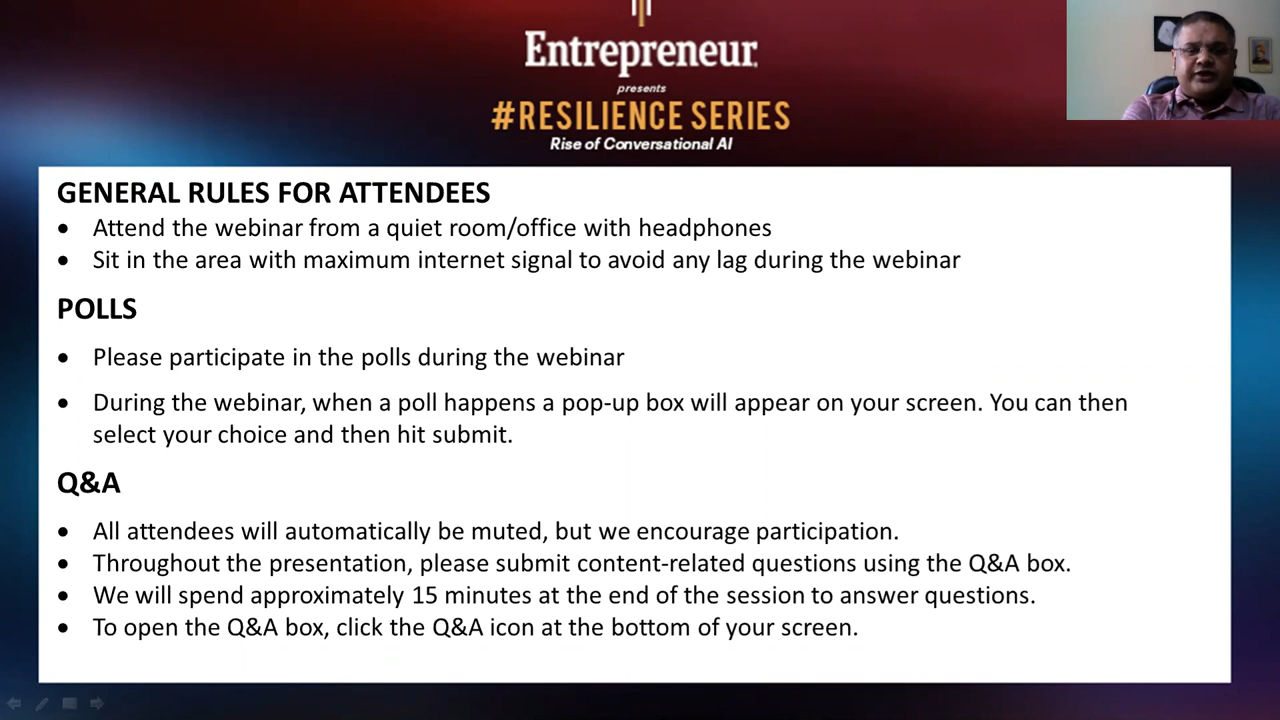 Entrepreneur
presents
#RESILIENCE SERIES
Rise of Conversational AI
GENERAL RULES FOR ATTENDEES
• Attend the webinar from a quiet room/office with headphones
• Sit in the area with maximum internet signal to avoid any lag during the webinar
POLLS
• Please participate in the polls during the webinar
• During the webinar, when a poll happens a pop-up box will appear on your screen. You can then
select your choice and then hit submit.
Q&A
• All attendees will automatically be muted, but we encourage participation.
• Throughout the presentation, please submit content-related questions using the Q&A box.
• We will spend approximately 15 minutes at the end of the session to answer questions.
• To open the Q&A box, click the Q&A icon at the bottom of your screen.